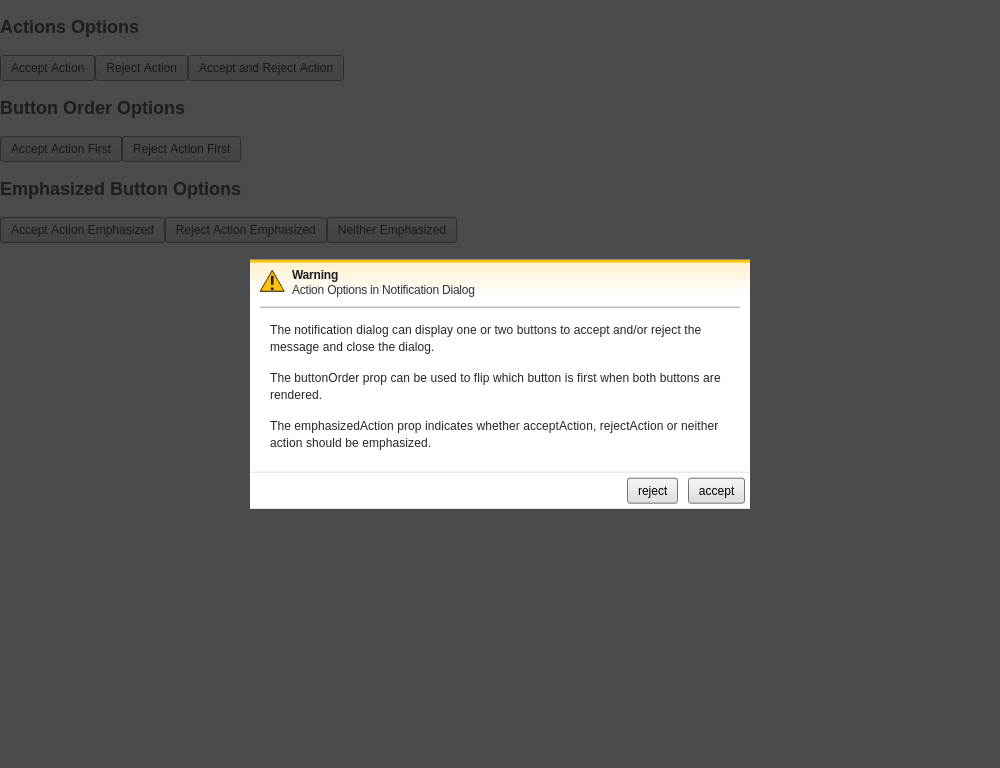 Actions Options
Accept Action Reject Action Accept and Reject Action
Button Order Options
Accept Action First Reject Action First
Emphasized Button Options
Accept Action Emphasized Reject Action Emphasized Neither Emphasized
Warning
Action Options in Notification Dialog
The notification dialog can display one or two buttons to accept and/or reject the
message and close the dialog.
The buttonOrder prop can be used to flip which button is first when both buttons are
rendered.
The emphasizedAction prop indicates whether acceptAction, rejectAction or neither
action should be emphasized.
reject accept